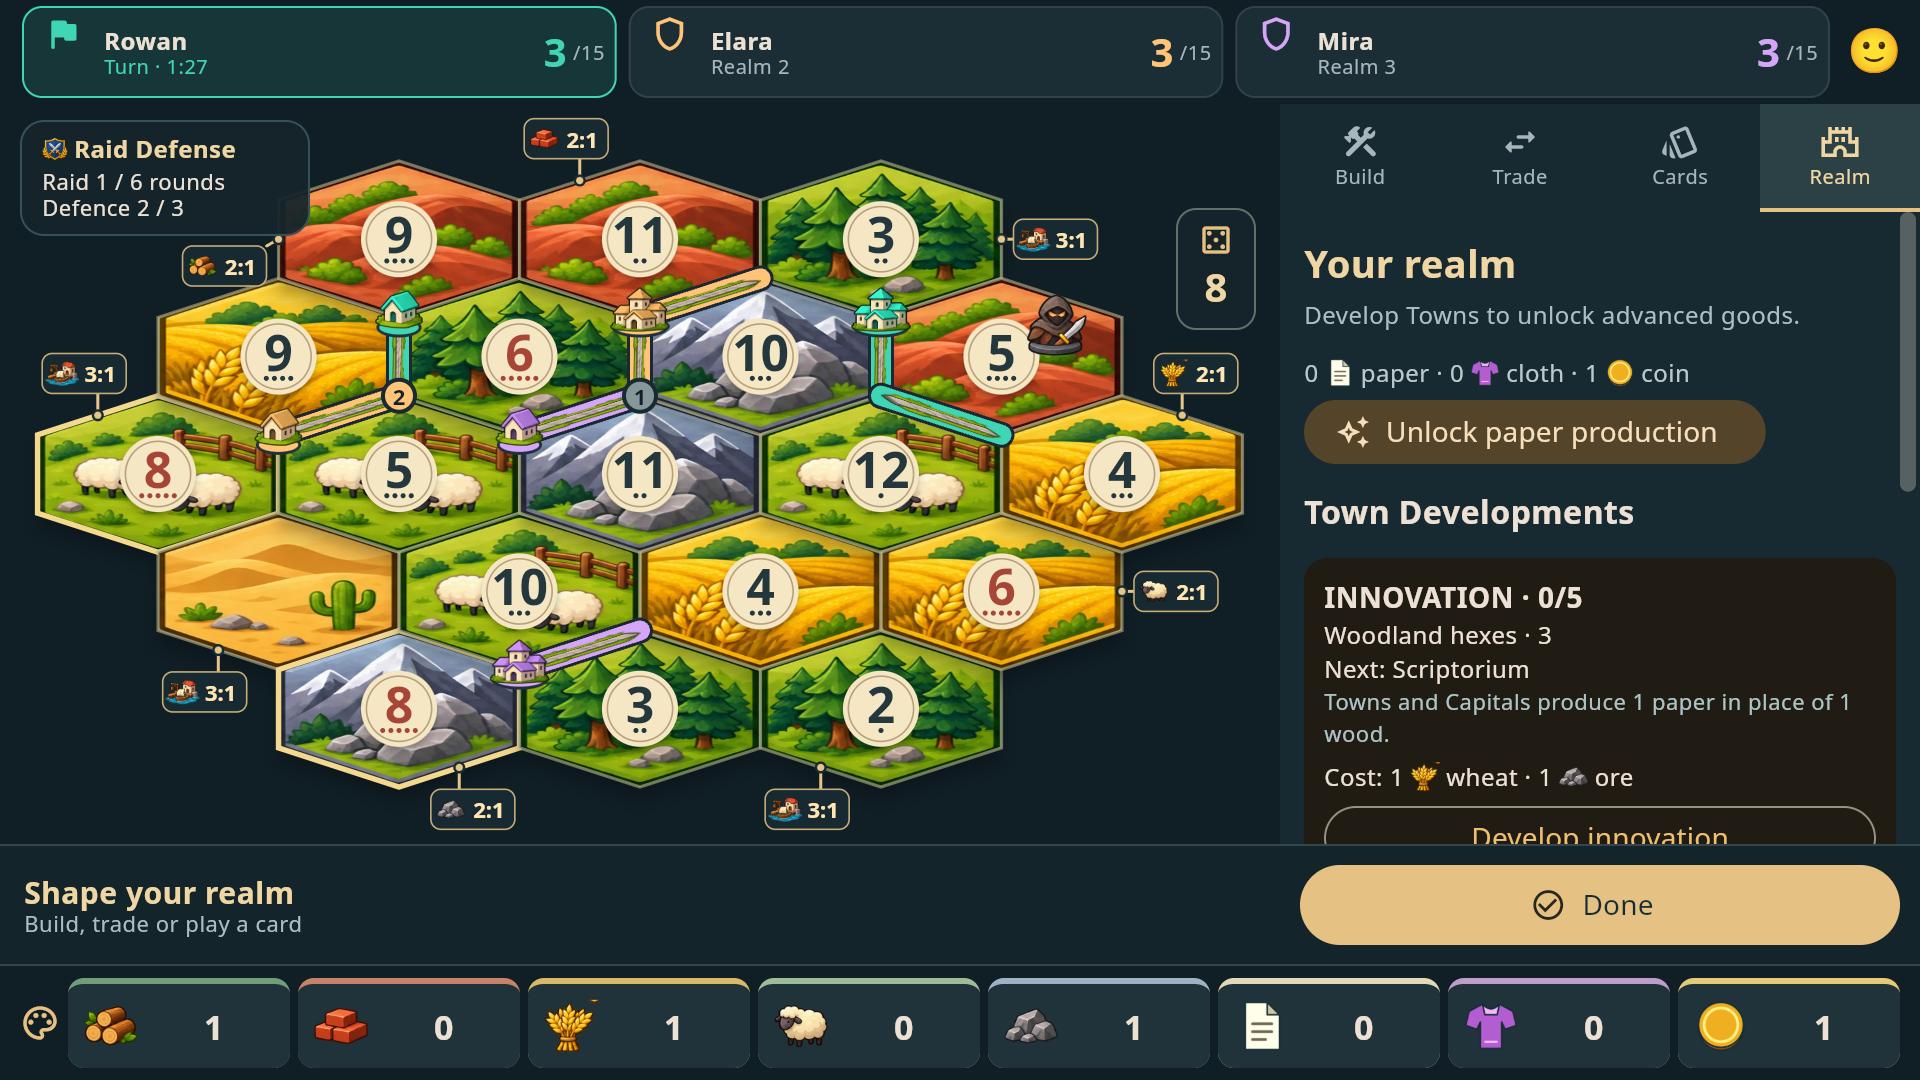 Rowan
Turn · 1:27
3 /15
Elara
Realm 2
3 /15
Mira
Realm 3
3 /15
Raid Defense
Raid 1 / 6 rounds
Defence 2 / 3
2:1
2:1
3:1
3:1
2:1
2:1
3:1
2:1
3:1
8
9
11
3
9
6
10
5
2
1
8
5
11
12
4
10
4
6
8
3
2
Build
Trade
Cards
Realm
Your realm
Develop Towns to unlock advanced goods.
0 paper · 0 cloth · 1 coin
Unlock paper production
Town Developments
INNOVATION · 0/5
Woodland hexes · 3
Next: Scriptorium
Towns and Capitals produce 1 paper in place of 1
wood.
Cost: 1 wheat · 1 ore
Develop innovation
Shape your realm
Build, trade or play a card
Done
1
0
1
0
1
0
0
1